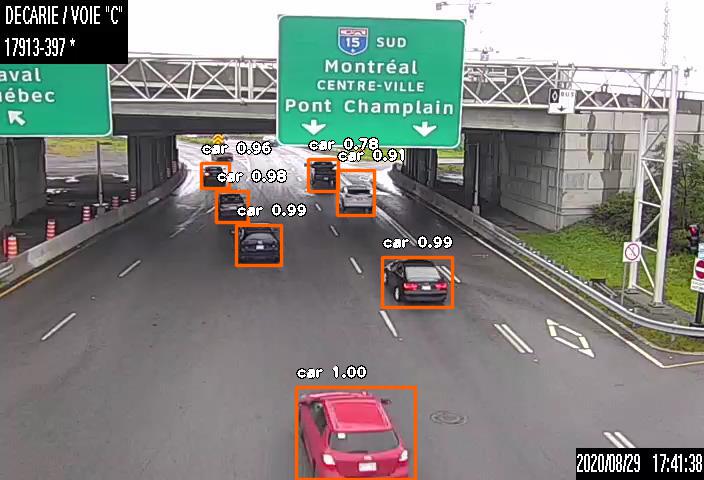 DECARIE / VOIE "C"
17913-397 *
aval
uébec
15 SUD
Montréal
CENTRE-VILLE
Pont Champlain
BUS
car 0.96
car 0.78
car 0.91
car 0.98
car 0.99
car 0.99
car 1.00
2020/08/29 17:41:38